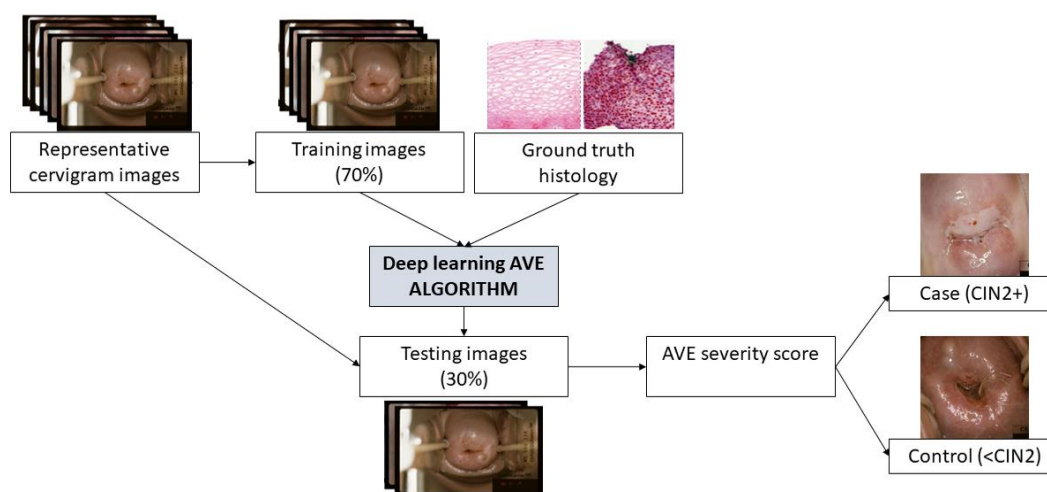 Representative
cervigram images
Training images
(70%)
Ground truth
histology
Deep learning AVE
ALGORITHM
Testing images
(30%)
AVE severity score
Case (CIN2+)
Control (<CIN2)